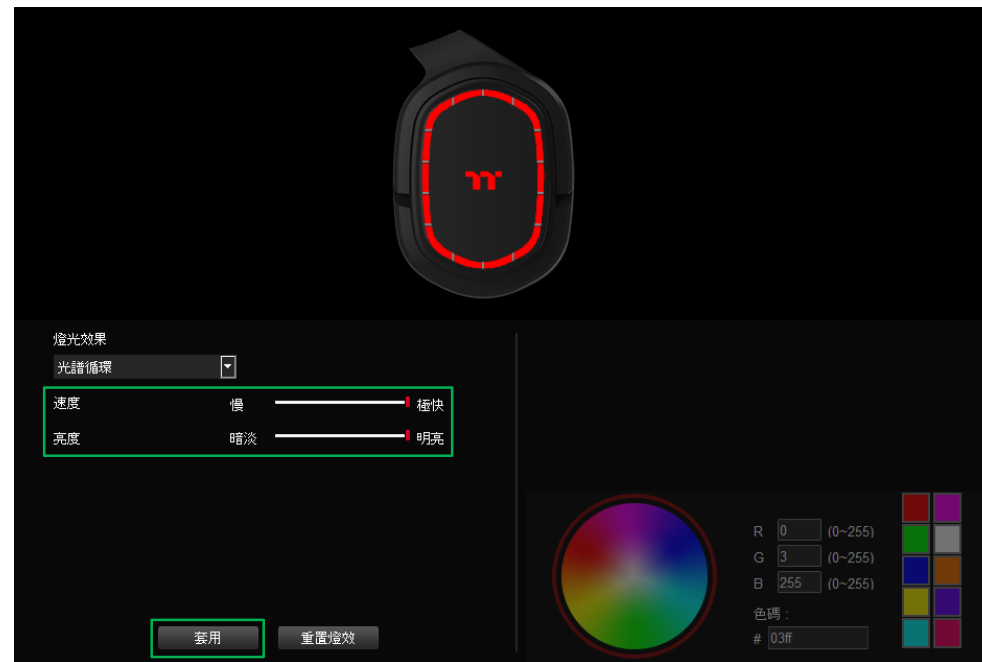 燈光效果
光譜循環
速度 慢 極快
亮度 暗淡 明亮
R 0 (0~255)
G 3 (0~255)
B 255 (0~255)
色碼 :
# 03ff
套用 重置燈效